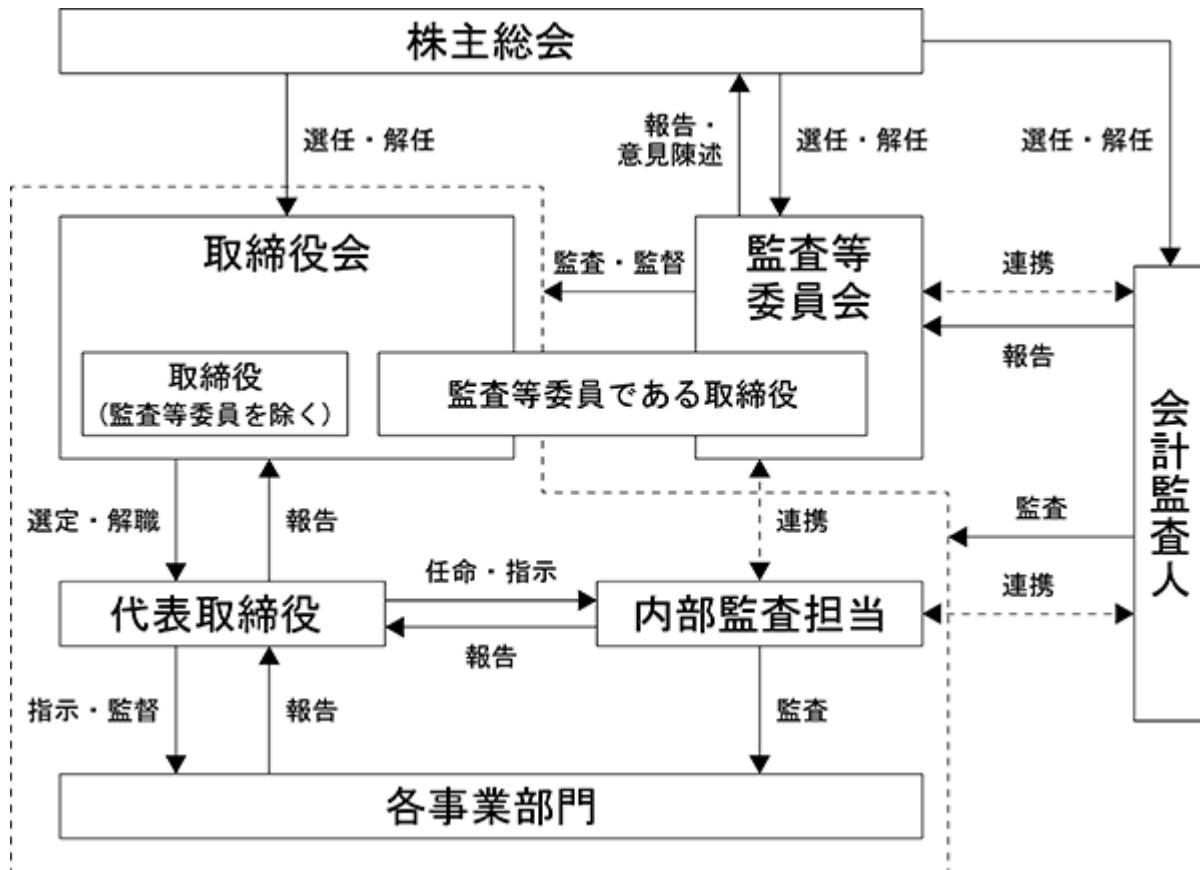 株主総会
選任・解任
報告・
意見陳述
選任・解任
選任・解任
取締役会
監査・監督
監査等
委員会
連携
報告
取締役
（監査等委員を除く）
監査等委員である取締役
会計監査人
選定・解職
報告
連携
監査
任命・指示
代表取締役
内部監査担当
連携
報告
指示・監督
報告
監査
各事業部門